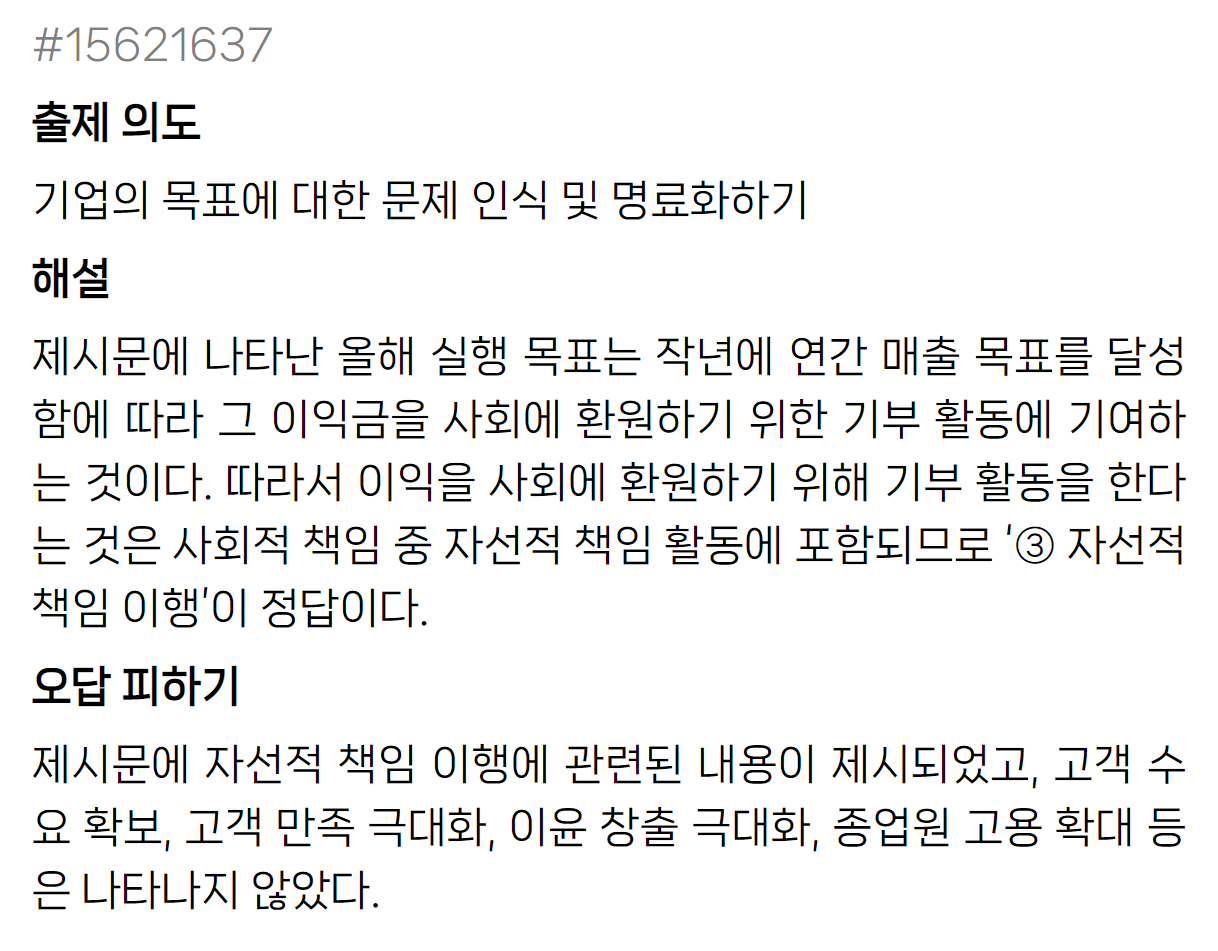 #15621637
출제 의도
기업의 목표에 대한 문제 인식 및 명료화하기
해설
제시문에 나타난 올해 실행 목표는 작년에 연간 매출 목표를 달성
함에 따라 그 이익금을 사회에 환원하기 위한 기부 활동에 기여하
는 것이다. 따라서 이익을 사회에 환원하기 위해 기부 활동을 한다
는 것은 사회적 책임 중 자선적 책임 활동에 포함되므로 '③ 자선적
책임 이행'이 정답이다.
오답 피하기
제시문에 자선적 책임 이행에 관련된 내용이 제시되었고, 고객 수
요 확보, 고객 만족 극대화, 이윤 창출 극대화, 종업원 고용 확대 등
은 나타나지 않았다.